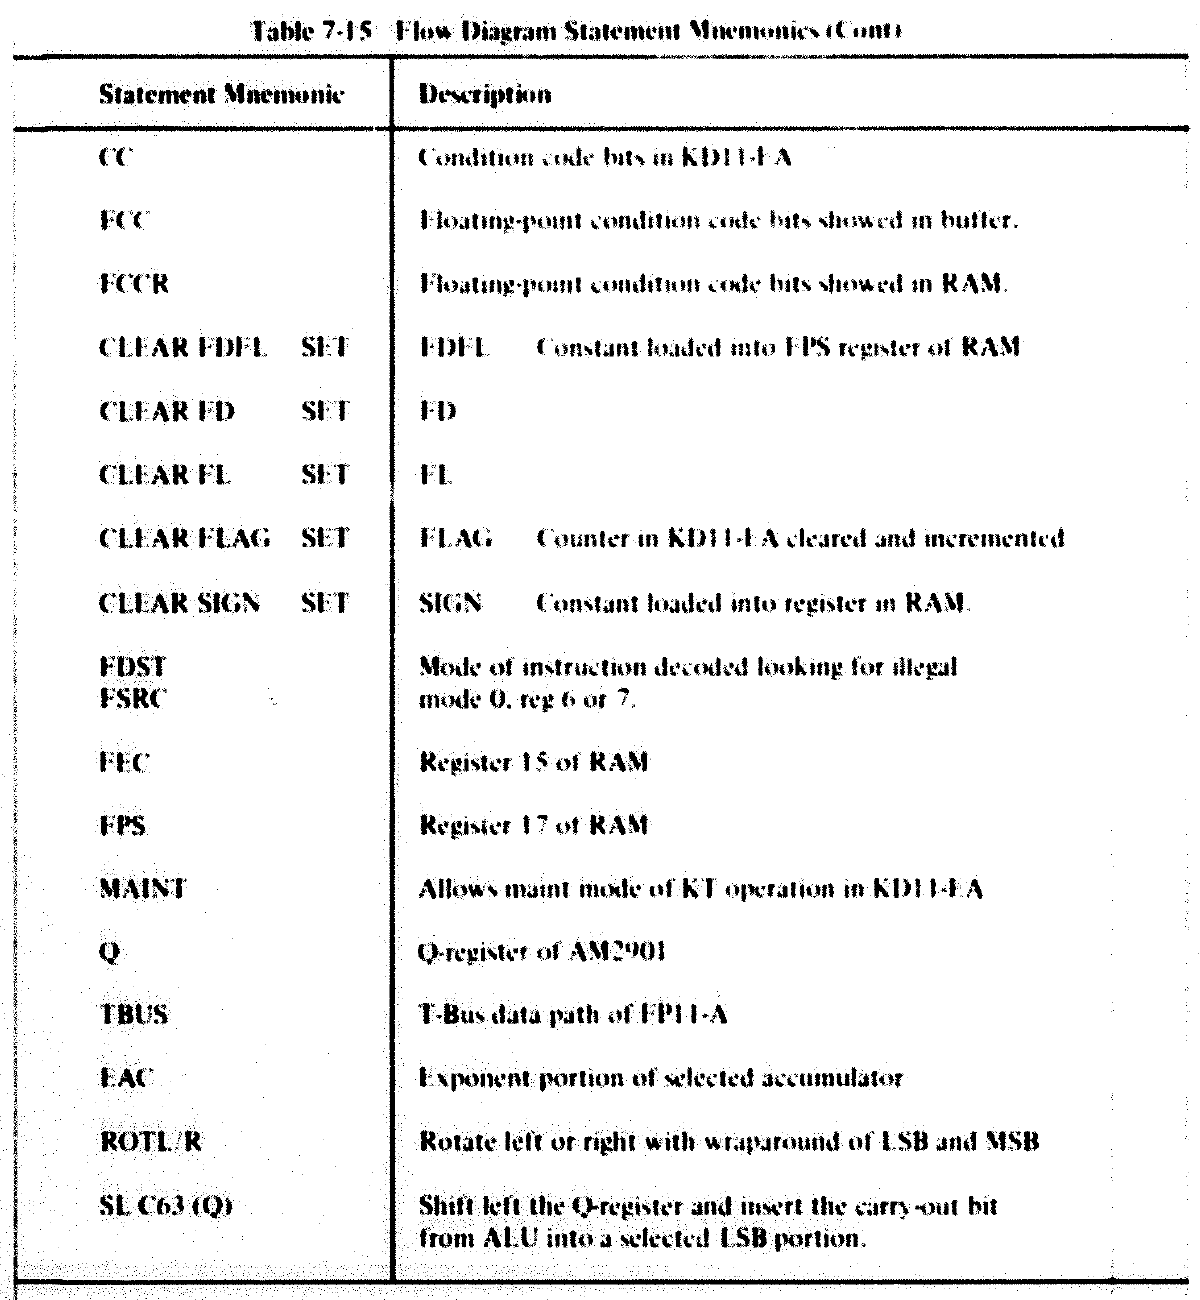 Table 7-15 Flow Diagram Statement Mnemonics (Cont)
Statement Mnemonic Description
CC Condition code bits in KD11-EA
FCC Floating-point condition code bits showed in buffer.
FCCR Floating-point condition code bits showed in RAM.
CLEAR FDFL SET FDFL Constant loaded into FPS register of RAM
CLEAR FD SET FD
CLEAR FL SET FL
CLEAR FLAG SET FLAG Counter in KD11-EA cleared and incremented
CLEAR SIGN SET SIGN Constant loaded into register in RAM.
FDST Mode of instruction decoded looking for illegal
FSRC mode 0, reg 6 or 7.
FEC Register 15 of RAM
FPS Register 17 of RAM
MAINT Allows maint mode of KT operation in KD11-EA
Q Q-register of AM2901
TBUS T-Bus data path of FP11-A
EAC Exponent portion of selected accumulator
ROTL/R Rotate left or right with wraparound of LSB and MSB
SL C63 (Q) Shift left the Q-register and insert the carry-out bit
from ALU into a selected LSB portion.